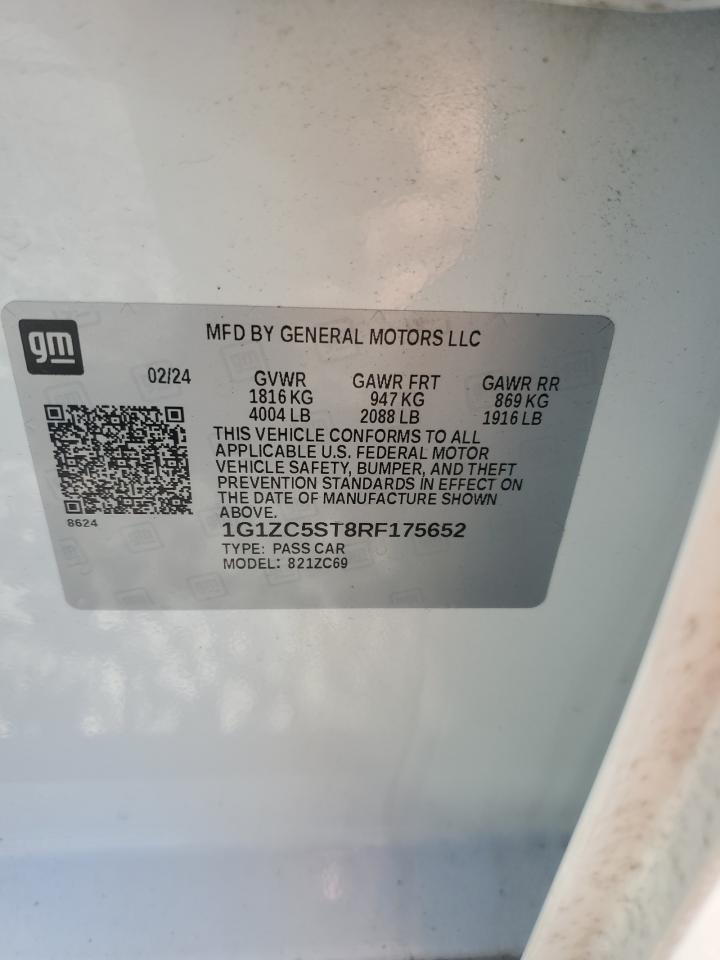 gm
MFD BY GENERAL MOTORS LLC
02/24 GVWR GAWR FRT GAWR RR
1816 KG 947 KG 869 KG
4004 LB 2088 LB 1916 LB
THIS VEHICLE CONFORMS TO ALL
APPLICABLE U.S. FEDERAL MOTOR
VEHICLE SAFETY, BUMPER, AND THEFT
PREVENTION STANDARDS IN EFFECT ON
THE DATE OF MANUFACTURE SHOWN
ABOVE.
8624
1G1ZC5ST8RF175652
TYPE: PASS CAR
MODEL: 821ZC69